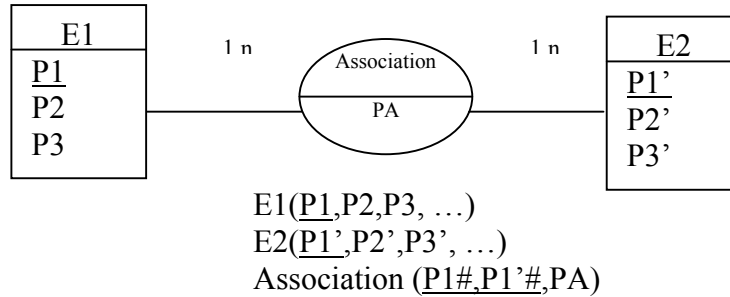 E1
P1
P2
P3
1 n
Association
PA
1 n
E2
P1’
P2’
P3’
E1(P1,P2,P3, …)
E2(P1’,P2’,P3’, …)
Association (P1#,P1’#,PA)